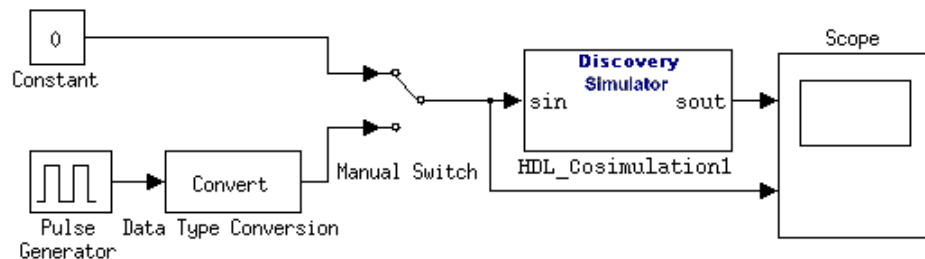 0
Constant
Discovery
Simulator
sin
sout
HDL_Cosimulation1
Scope
Manual Switch
Convert
Data Type Conversion
Pulse
Generator